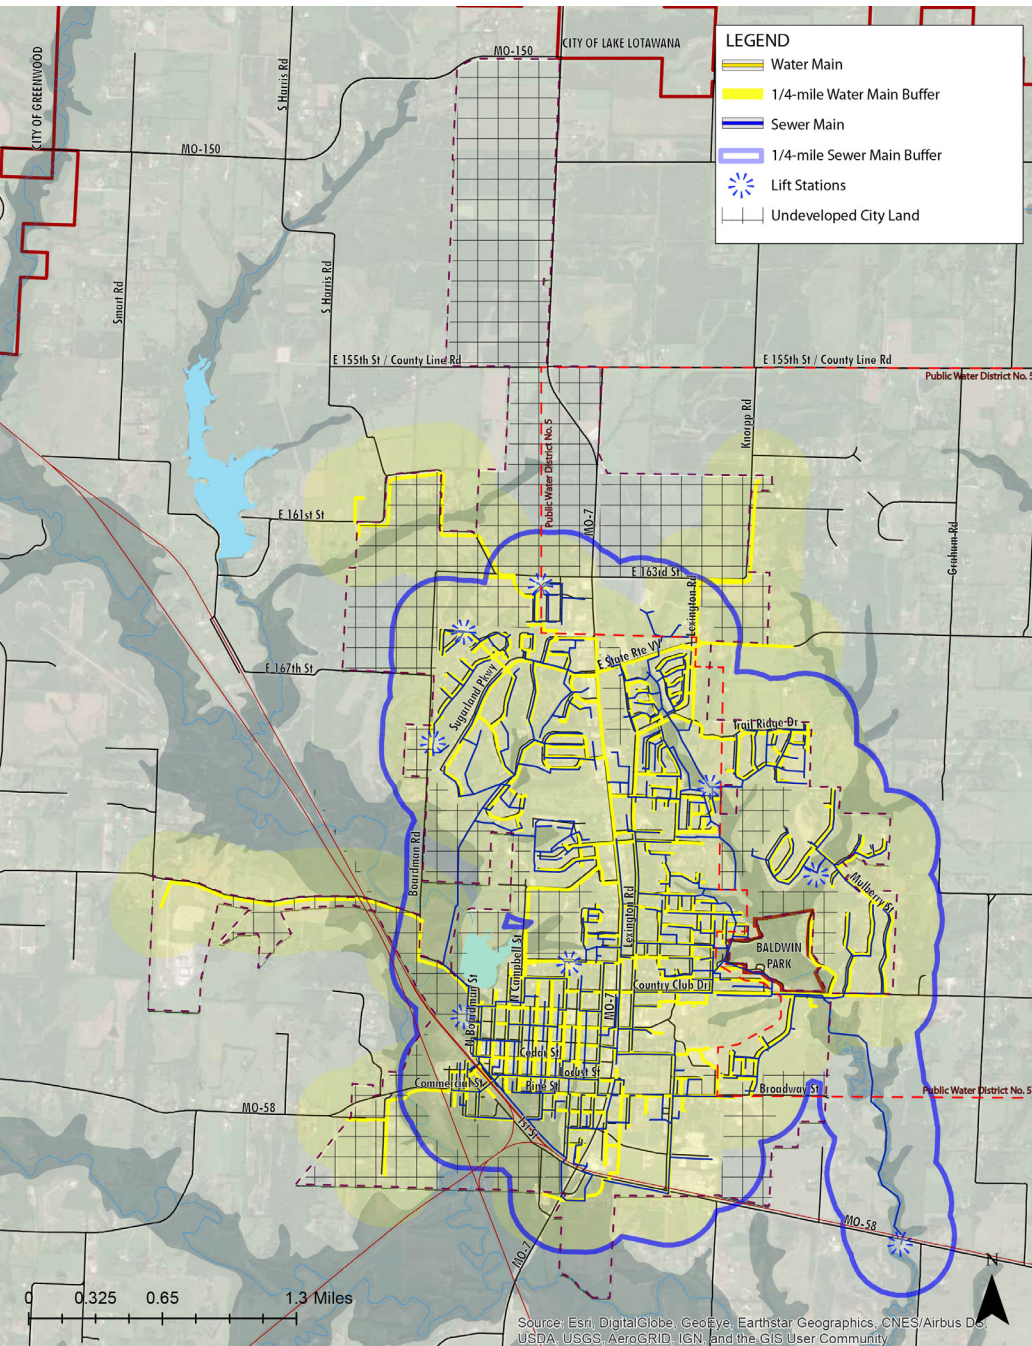 CITY OF LAKE LOTAWANA
LEGEND
Water Main
1/4-mile Water Main Buffer
Sewer Main
1/4-mile Sewer Main Buffer
Lift Stations
Undeveloped City Land
CITY OF GREENWOOD
S Harris Rd
MO-150
MO-150
Smart Rd
S Harris Rd
E 155th St / County Line Rd
E 155th St / County Line Rd
Public Water District No. 5
Knorpp Rd
Public Water District No. 5
MO-7
E 161st St
Graham Rd
E 163rd St
Lexington Rd
E State Rte VV
E 167th St
Sugarland Pkwy
Trail Ridge Dr
Boardman Rd
Mulberry St
Lexington Rd
N Campbell St
BALDWIN
PARK
Country Club Dr
N Boardman St
MO-7
Cedar St
Locust St
Commercial St
Pine St
Broadway St
Public Water District No. 5
MO-58
1st St
MO-58
MO-7
N
0 0.325 0.65 1.3 Miles
Source: Esri, DigitalGlobe, GeoEye, Earthstar Geographics, CNES/Airbus DS,
USDA, USGS, AeroGRID, IGN, and the GIS User Community